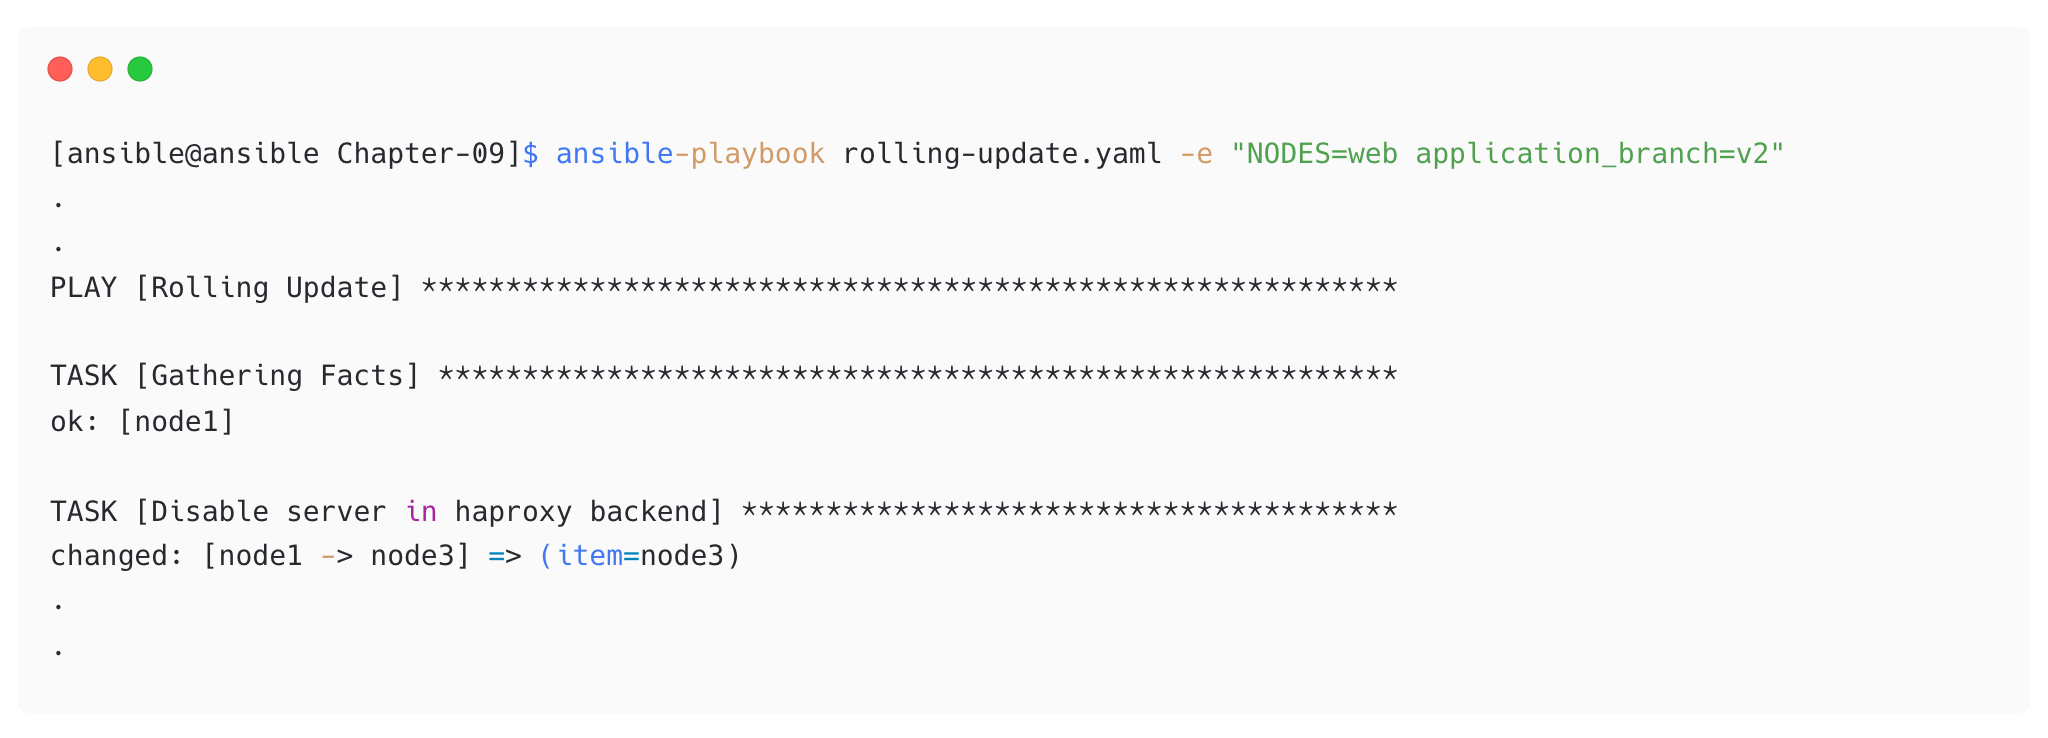 [ansible@ansible Chapter-09]$ ansible-playbook rolling-update.yaml -e "NODES=web application_branch=v2"
.
.
PLAY [Rolling Update] **********************************************************
TASK [Gathering Facts] *********************************************************
ok: [node1]
TASK [Disable server in haproxy backend] ***************************************
changed: [node1 -> node3] => (item=node3)
.
.